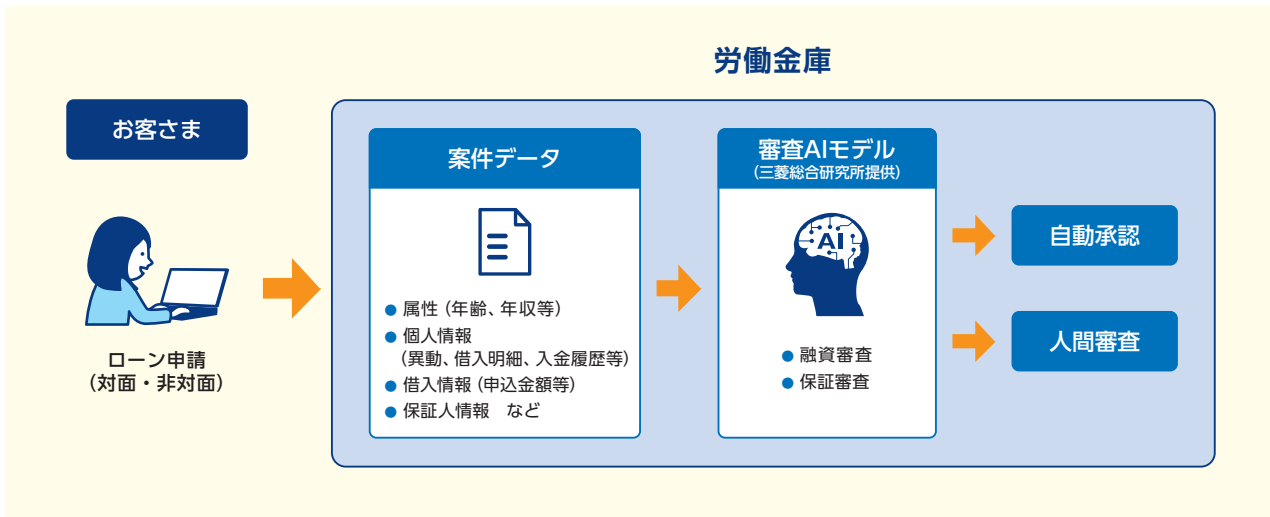 労働金庫
お客さま
ローン申請
（対面・非対面）
案件データ
● 属性（年齢、年収等）
● 個人情報
（異動、借入明細、入金履歴等）
● 借入情報（申込金額等）
● 保証人情報　など
審査AIモデル
（三菱総合研究所提供）
AI
● 融資審査
● 保証審査
自動承認
人間審査